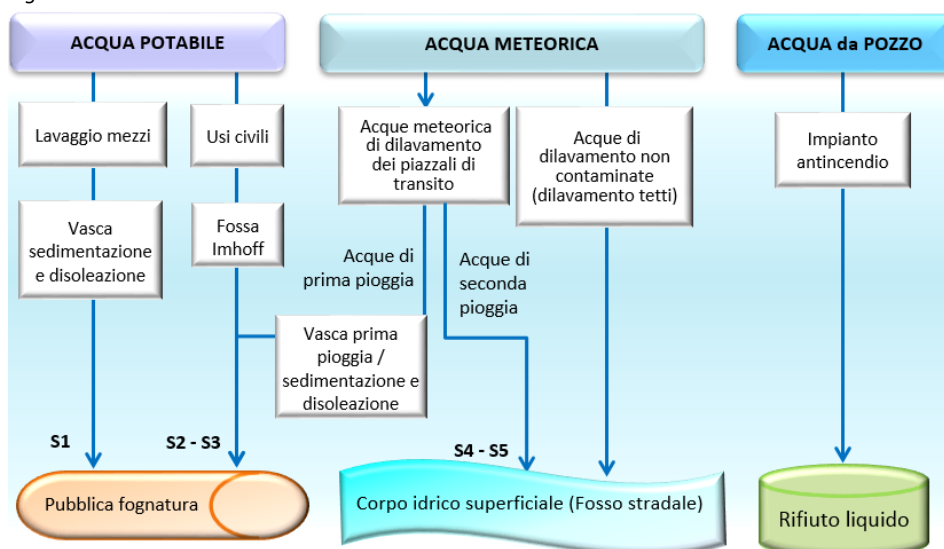 ACQUA POTABILE
ACQUA METEORICA
ACQUA da POZZO
Lavaggio mezzi
Usi civili
Acque meteorica
di dilavamento
dei piazzali di
transito
Acque di
dilavamento non
contaminate
(dilavamento tetti)
Impianto
antincendio
Vasca
sedimentazione
e disoleazione
Fossa
Imhoff
Acque di
prima pioggia
Acque di
seconda
pioggia
Vasca prima
pioggia /
sedimentazione e
disoleazione
S1
S2 - S3
S4 - S5
Pubblica fognatura
Corpo idrico superficiale (Fosso stradale)
Rifiuto liquido